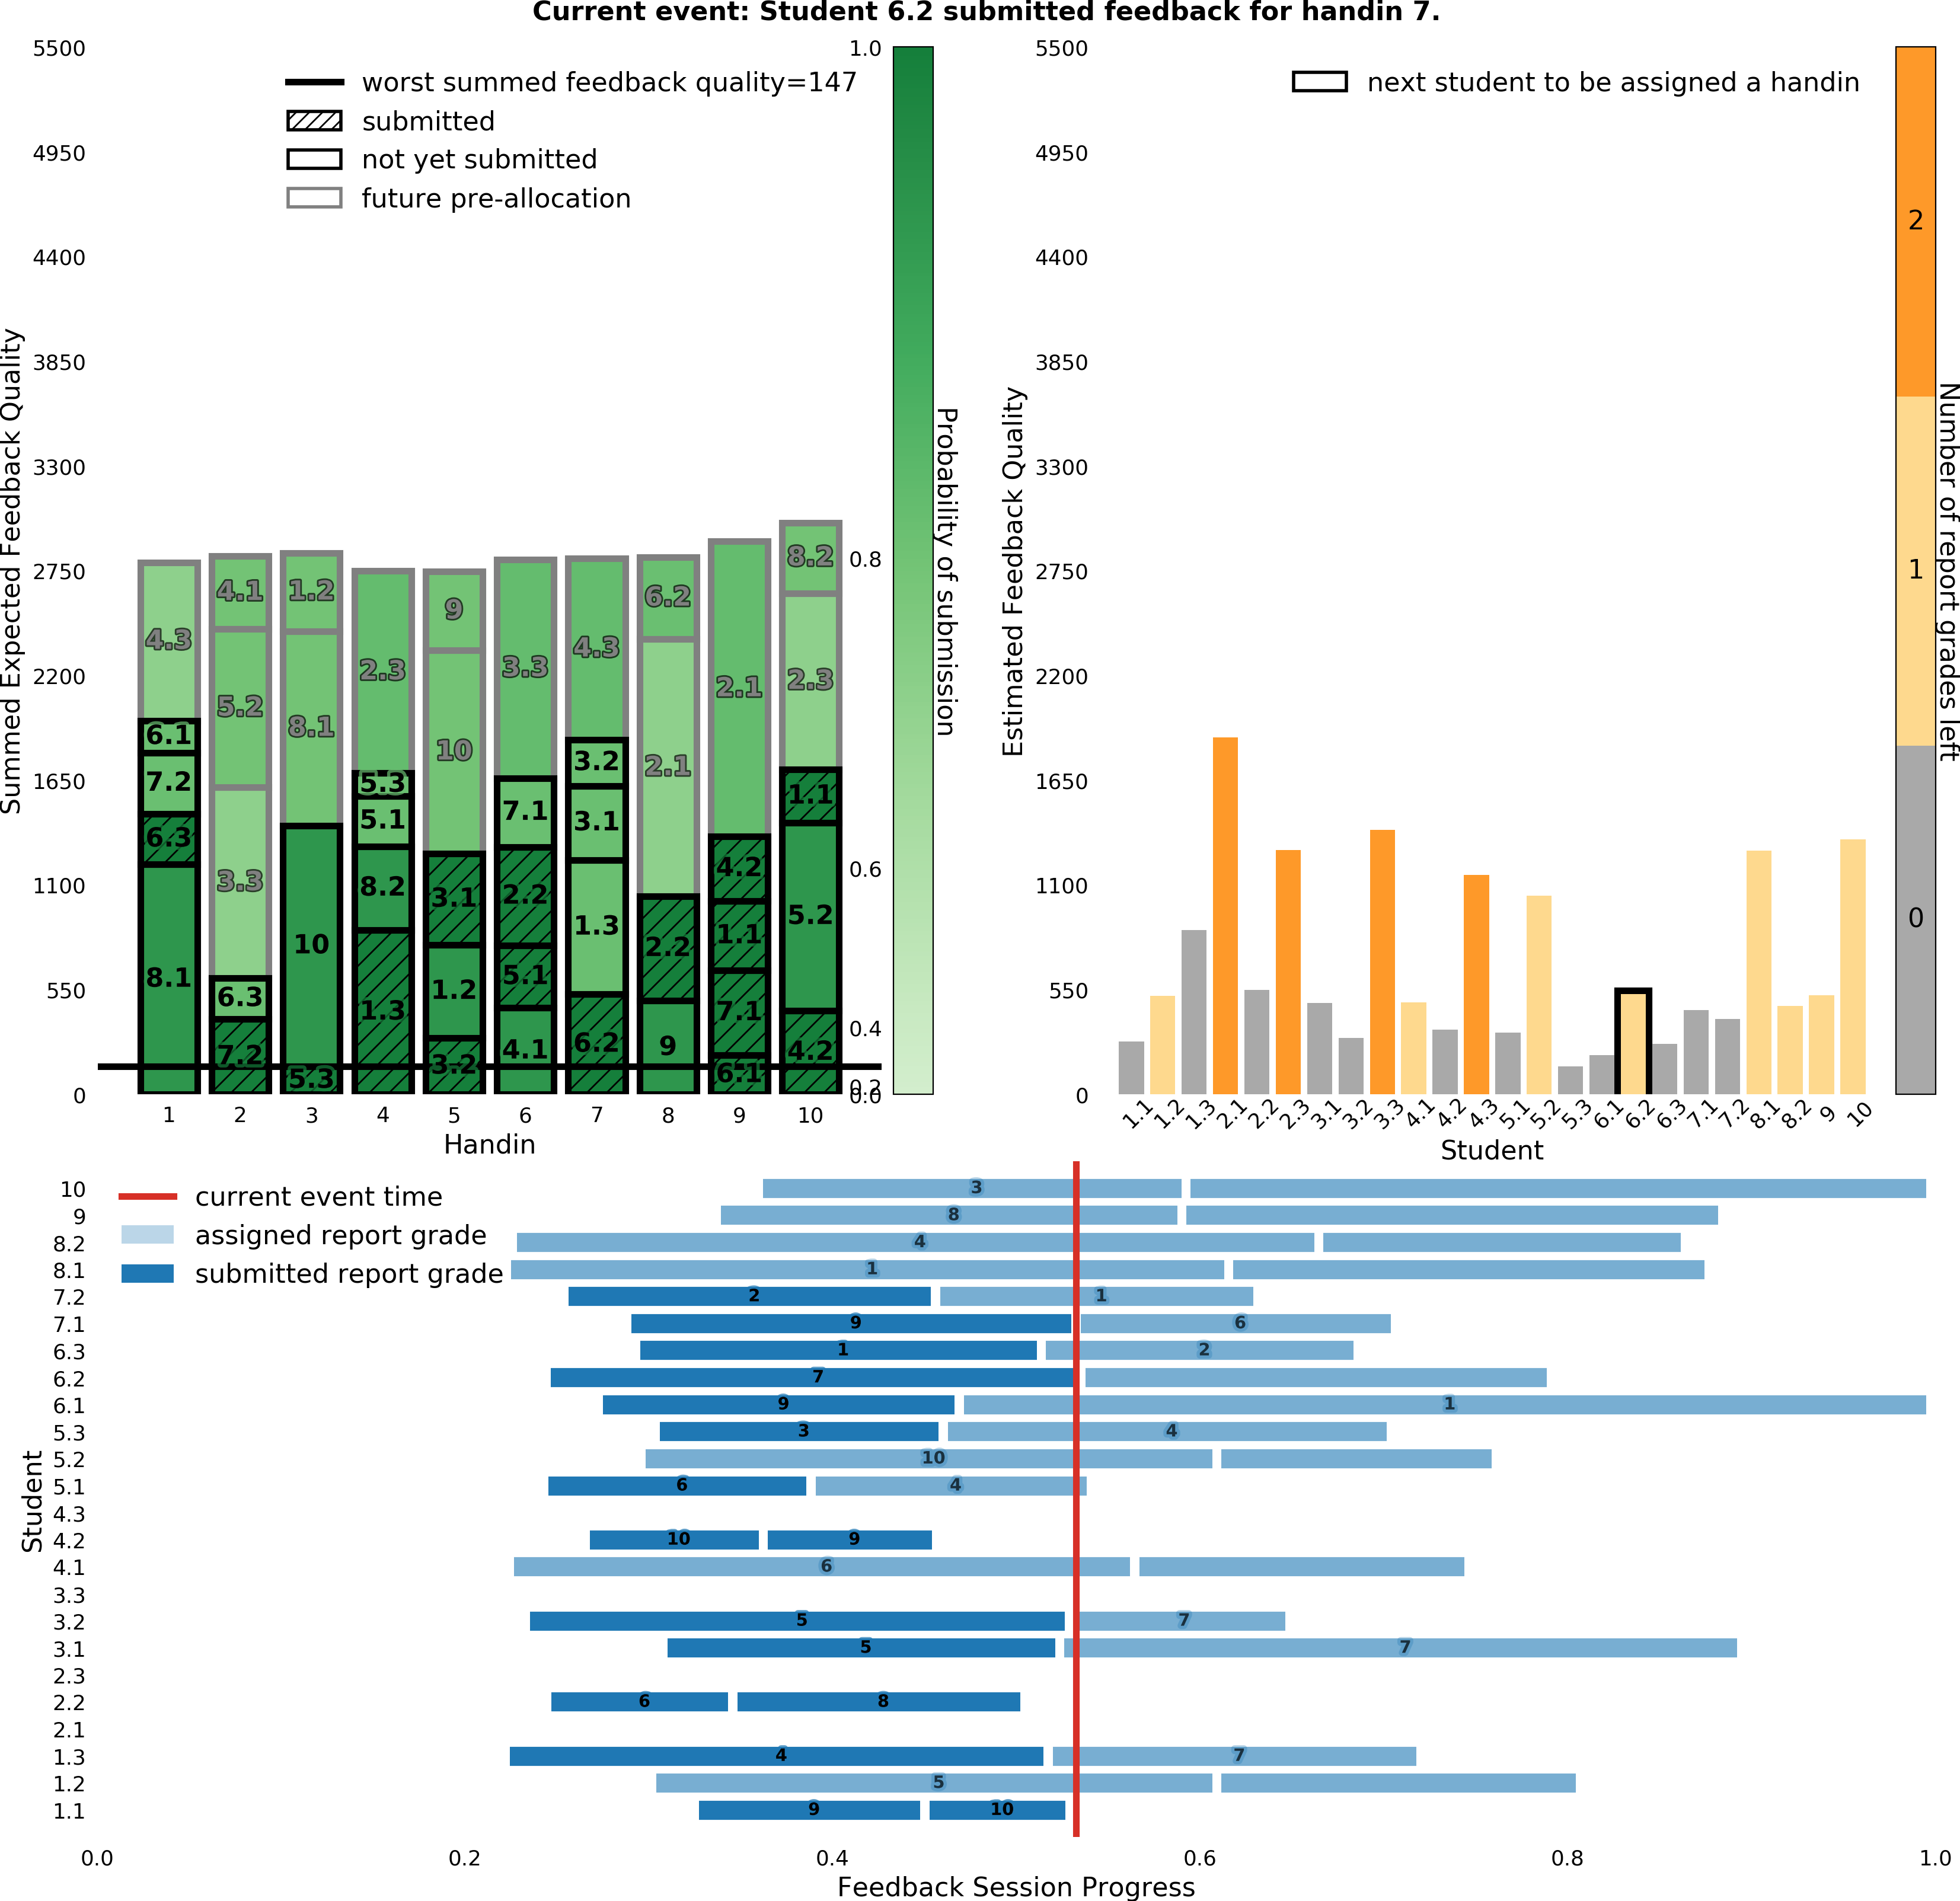 Current event: Student 6.2 submitted feedback for handin 7.
Summed Expected Feedback Quality
5500
4950
4400
3850
3300
2750
2200
1650
1100
550
0
worst summed feedback quality=147
submitted
not yet submitted
future pre-allocation
4.3
6.1
7.2
6.3
8.1
4.1
5.2
3.3
6.3
7.2
1.2
8.1
10
5.3
2.3
5.3
5.1
8.2
1.3
9
10
3.1
1.2
3.2
3.3
7.1
2.2
5.1
4.1
4.3
3.2
3.1
1.3
6.2
6.2
2.1
2.2
9
2.1
4.2
1.1
7.1
6.1
8.2
2.3
1.1
5.2
4.2
1 2 3 4 5 6 7 8 9 10
Handin
1.0
0.8
0.6
0.4
0.2
0.0
Probability of submission
Estimated Feedback Quality
5500
4950
4400
3850
3300
2750
2200
1650
1100
550
0
next student to be assigned a handin
1.1 1.2 1.3 2.1 2.2 2.3 3.1 3.2 3.3 4.1 4.2 4.3 5.1 5.2 5.3 6.1 6.2 6.3 7.1 7.2 8.1 8.2 9 10
Student
2
1
0
Number of report grades left
current event time
assigned report grade
submitted report grade
Student
10 3
9 8
8.2 4
8.1 1
7.2 2 1
7.1 9 6
6.3 1 2
6.2 7
6.1 9 1
5.3 3 4
5.2 10
5.1 6 4
4.3
4.2 10 9
4.1 6
3.3
3.2 5 7
3.1 5 7
2.3
2.2 6 8
2.1
1.3 4 7
1.2 5
1.1 9 10
0.0 0.2 0.4 0.6 0.8 1.0
Feedback Session Progress